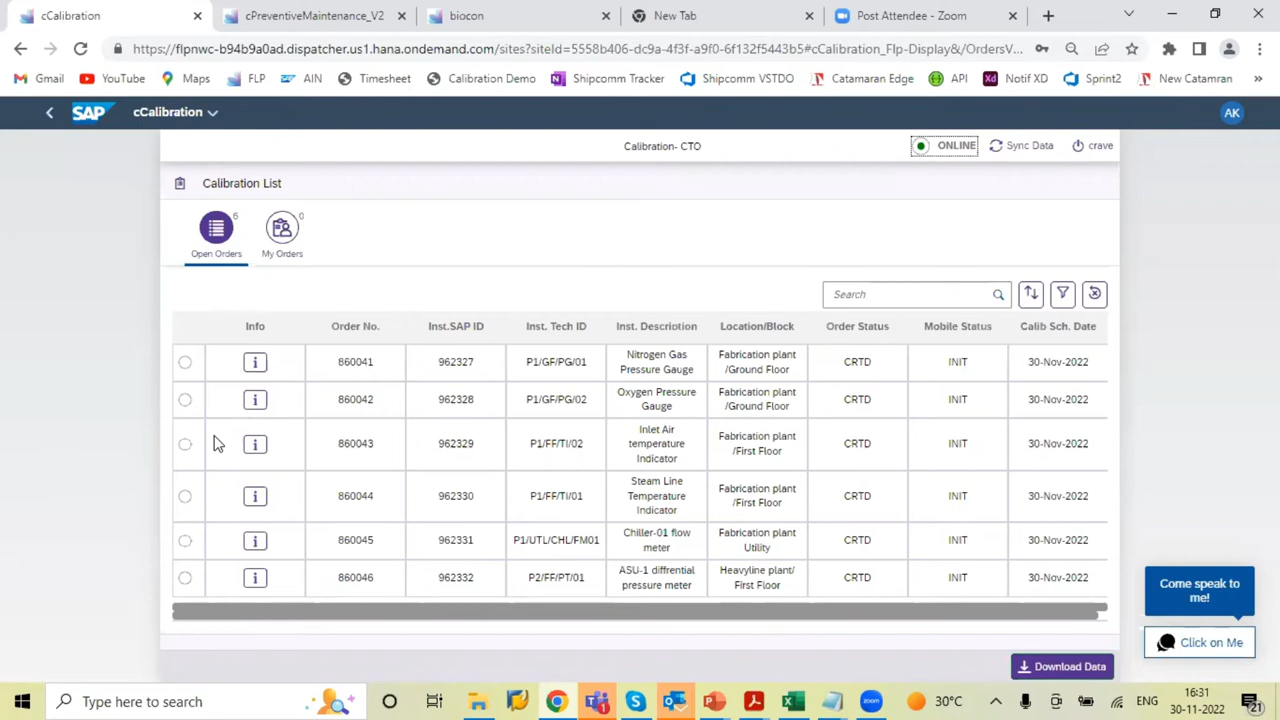 cCalibration
cPreventiveMaintenance_V2
biocon
New Tab
Post Attendee - Zoom
https://flpnwc-b94b9a0ad.dispatcher.us1.hana.ondemand.com/sites?siteId=5558b406-dc9a-4f3f-a9f0-6f132f5443b5#cCalibration_Flp-Display&/OrdersV...
Gmail YouTube Maps FLP AIN Timesheet Calibration Demo Shipcomm Tracker Shipcomm VSTDO Catamaran Edge API Notif XD Sprint2 New Catamran »
SAP cCalibration AK
Calibration- CTO ONLINE Sync Data crave
Calibration List
6 0
Open Orders My Orders
Search
Info Order No. Inst.SAP ID Inst. Tech ID Inst. Description Location/Block Order Status Mobile Status Calib Sch. Date
i 860041 962327 P1/GF/PG/01 Nitrogen Gas Pressure Gauge Fabrication plant /Ground Floor CRTD INIT 30-Nov-2022
i 860042 962328 P1/GF/PG/02 Oxygen Pressure Gauge Fabrication plant /Ground Floor CRTD INIT 30-Nov-2022
i 860043 962329 P1/FF/TI/02 Inlet Air temperature Indicator Fabrication plant /First Floor CRTD INIT 30-Nov-2022
i 860044 962330 P1/FF/TI/01 Steam Line Temperature Indicator Fabrication plant /First Floor CRTD INIT 30-Nov-2022
i 860045 962331 P1/UTL/CHL/FM01 Chiller-01 flow meter Fabrication plant Utility CRTD INIT 30-Nov-2022
i 860046 962332 P2/FF/PT/01 ASU-1 diffrential pressure meter Heavyline plant/ First Floor CRTD INIT 30-Nov-2022
Come speak to me!
Click on Me
Download Data
Type here to search
30°C
ENG
16:31
30-11-2022
21